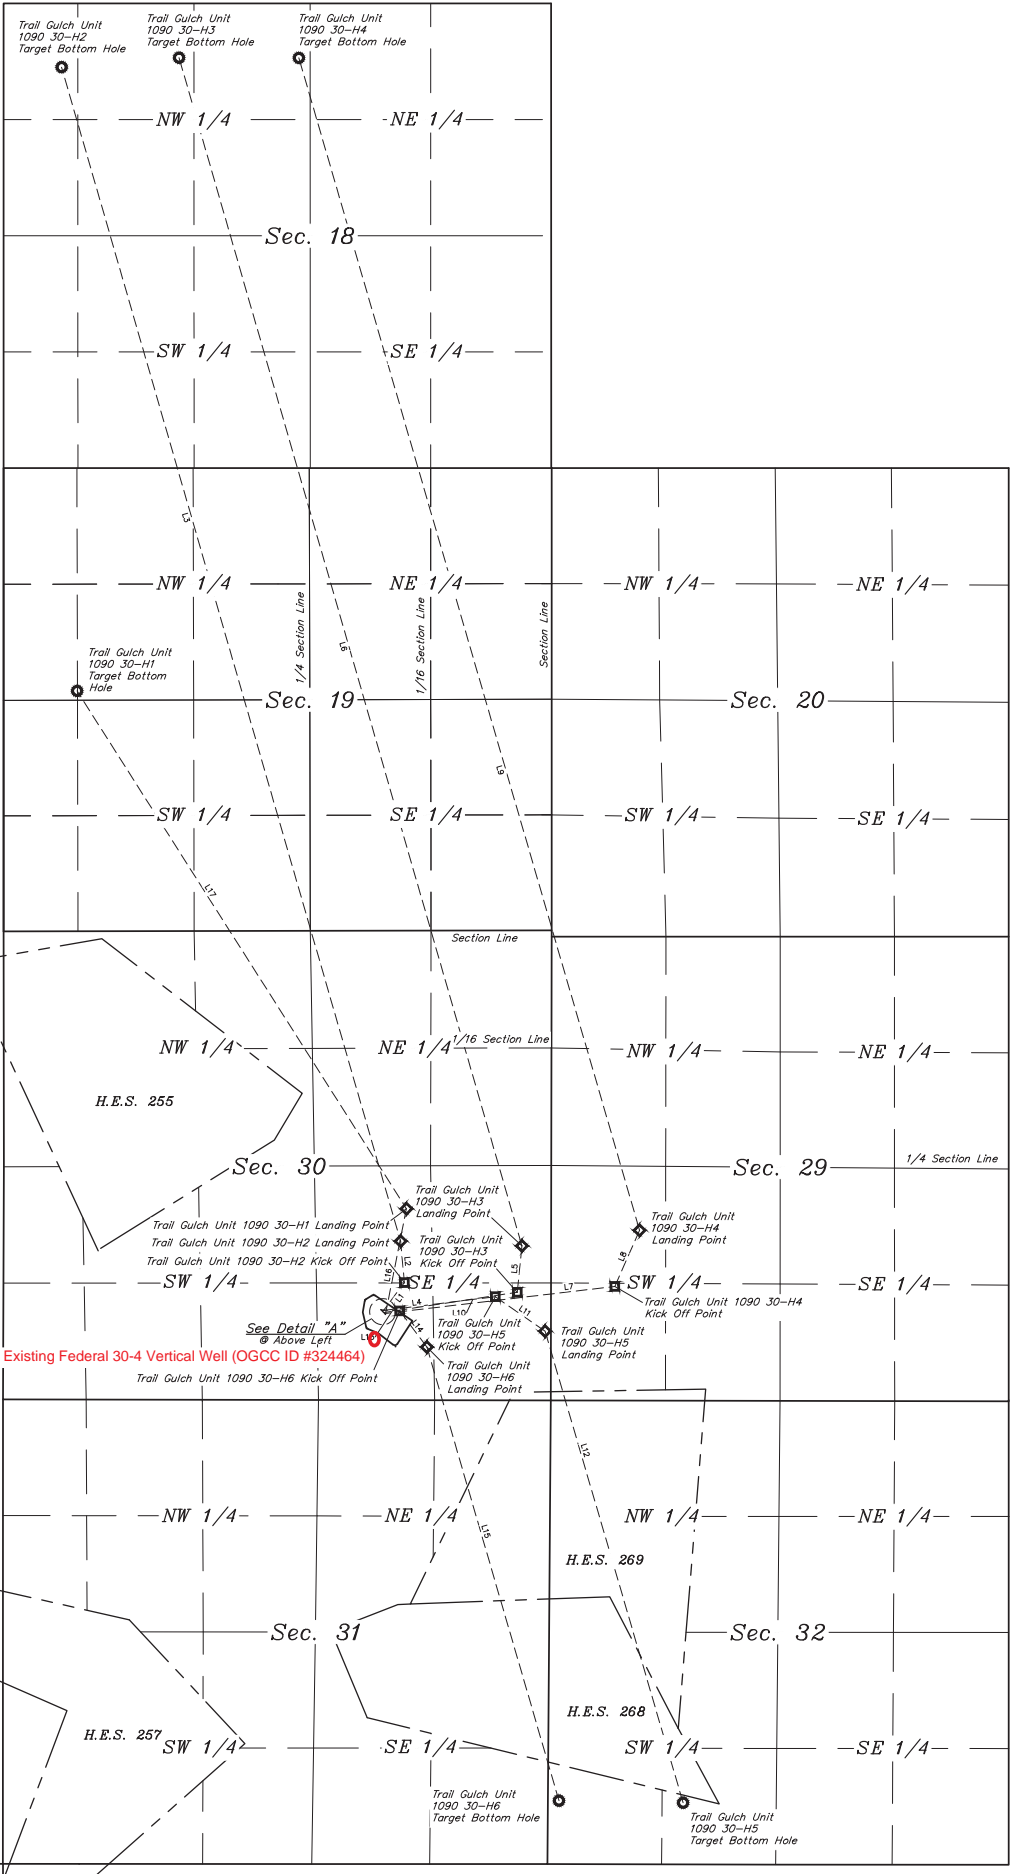 Trail Gulch Unit
1090 30-H2
Target Bottom Hole
Trail Gulch Unit
1090 30-H3
Target Bottom Hole
Trail Gulch Unit
1090 30-H4
Target Bottom Hole
NW 1/4
NE 1/4
Sec. 18
SW 1/4
SE 1/4
L3
NW 1/4
NE 1/4
NW 1/4
NE 1/4
1/4 Section Line
1/16 Section Line
Section Line
L6
Trail Gulch Unit
1090 30-H1
Target Bottom
Hole
Sec. 19
Sec. 20
L9
SW 1/4
SE 1/4
SW 1/4
SE 1/4
L17
Section Line
NW 1/4
NE 1/4
1/16 Section Line
NW 1/4
NE 1/4
H.E.S. 255
Sec. 30
Sec. 29
1/4 Section Line
Trail Gulch Unit
1090 30-H3
Landing Point
Trail Gulch Unit 1090 30-H1 Landing Point
Trail Gulch Unit 1090 30-H2 Landing Point
Trail Gulch Unit
1090 30-H3
Kick Off Point
Trail Gulch Unit
1090 30-H4
Landing Point
Trail Gulch Unit 1090 30-H2 Kick Off Point
L2
L5
L8
L16
SW 1/4
SE 1/4
L7
SW 1/4
SE 1/4
L1
L4
L10
L11
L14
Trail Gulch Unit 1090 30-H4
Kick Off Point
See Detail "A"
@ Above Left
Trail Gulch Unit
1090 30-H5
Kick Off Point
Trail Gulch Unit
1090 30-H5
Landing Point
Existing Federal 30-4 Vertical Well (OGCC ID #324464)
Trail Gulch Unit 1090 30-H6 Kick Off Point
Trail Gulch Unit
1090 30-H6
Landing Point
L12
NW 1/4
NE 1/4
NW 1/4
NE 1/4
L15
H.E.S. 269
Sec. 31
Sec. 32
H.E.S. 257
H.E.S. 268
SW 1/4
SE 1/4
SW 1/4
SE 1/4
Trail Gulch Unit
1090 30-H6
Target Bottom Hole
Trail Gulch Unit
1090 30-H5
Target Bottom Hole